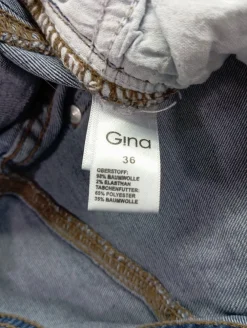 Gina
36
OBERSTOFF:
98% BAUMWOLLE
2% ELASTHAN
TASCHENFUTTER:
65% POLYESTER
35% BAUMWOLLE